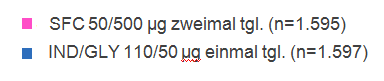 SFC 50/500 µg zweimal tgl. (n=1.595)
IND/GLY 110/50 µg einmal tgl. (n=1.597)